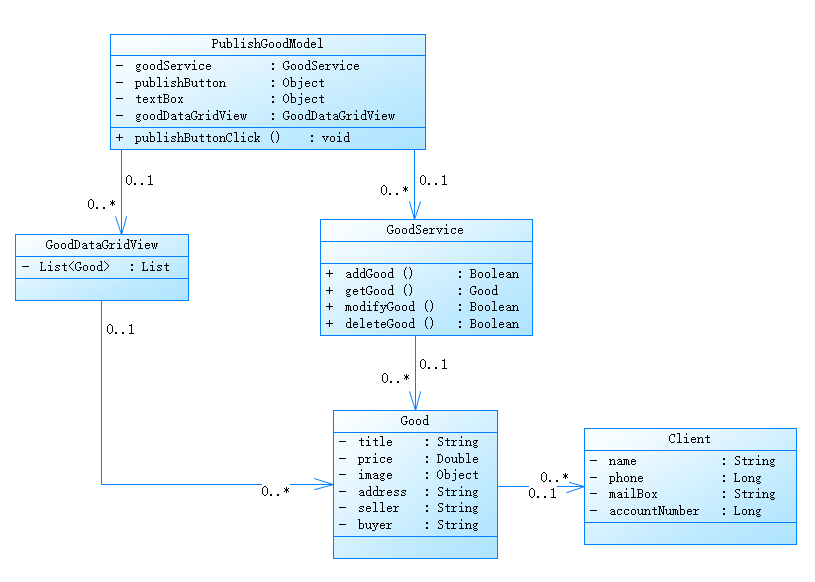 PublishGoodModel
- goodService : GoodService
- publishButton : Object
- textBox : Object
- goodDataGridView : GoodDataGridView
+ publishButtonClick () : void
0..1
0..*
0..1
0..*
GoodDataGridView
- List<Good> : List
GoodService
+ addGood () : Boolean
+ getGood () : Good
+ modifyGood () : Boolean
+ deleteGood () : Boolean
0..1
0..*
0..1
0..*
Good
- title : String
- price : Double
- image : Object
- address : String
- seller : String
- buyer : String
0..*
0..1
Client
- name : String
- phone : Long
- mailBox : String
- accountNumber : Long